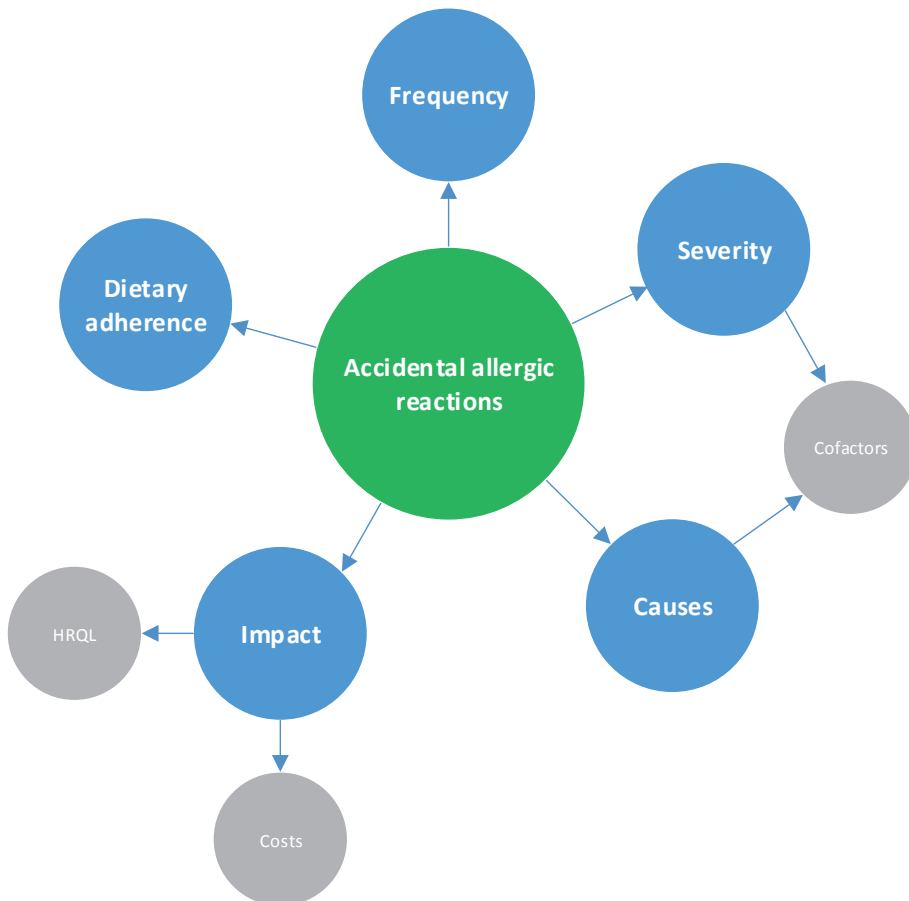 Frequency
Severity
Dietary
adherence
Accidental allergic
reactions
Cofactors
Causes
Impact
HRQL
Costs